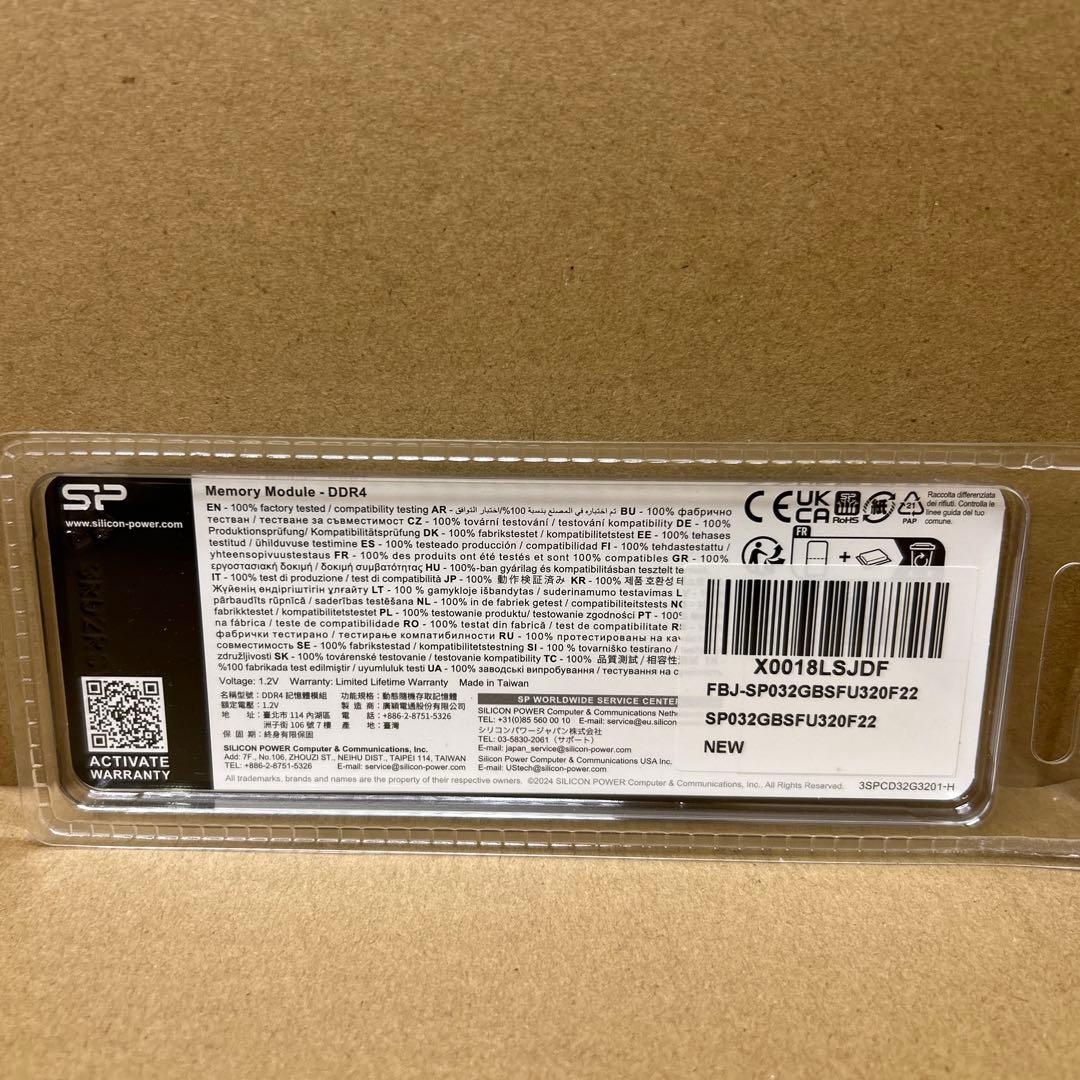 SP
www.silicon-power.com
ACTIVATE
WARRANTY
Memory Module - DDR4
EN - 100% factory tested / compatibility testing AR - تم اختباره في المصنع بنسبة 100%/اختبار التوافق BU - 100% фабрично
тестван / тестване за съвместимост CZ - 100% tovární testování / testování kompatibility DE - 100%
Produktionsprüfung/ Kompatibilitätsprüfung DK - 100% fabrikstestet / kompatibilitetstest EE - 100% tehases
testitud / ühilduvuse testimine ES - 100% testeado producción / compatibilidad FI - 100% tehdastestattu /
yhteensopivuustestaus FR - 100% des produits ont été testés et sont 100% compatibles GR - 100%
εργοστασιακή δοκιμή / δοκιμή συμβατότητας HU - 100%-ban gyárilag és kompatibilitásban tesztelt te
IT - 100% test di produzione / test di compatibilità JP - 100% 動作検証済み KR - 100% 제품 호환성 테
Жүйенің өндірігіштігін ұлғайту LT - 100 % gamykloje išbandytas / suderinamumo testavimas L
pārbaudīts rūpnīcā / saderības testēšana NL - 100% in de fabriek getest / compatibiliteitstests NO
fabrikktestet / kompatibilitetstest PL - 100% testowanie produktu/ testowanie zgodności PT - 100%
na fábrica / teste de compatibilidade RO - 100% testat din fabrică / test de compatibilitate RS
фабрички тестирано / тестирање компатибилности RU - 100% протестированы на кач
совместимость SE - 100% fabrikstestad / kompatibilitetstestning SI - 100 % tovarniško testirano /
združljivosti SK - 100% továrenské testovanie / testovanie kompatibility TC - 100% 品質測試 / 相容性
%100 fabrikada test edilmiştir / uyumluluk testi UA - 100% заводські випробування / тестування на с
Voltage: 1.2V Warranty: Limited Lifetime Warranty Made in Taiwan
名稱型號: DDR4 記憶體模組 功能規格: 動態隨機存取記憶體
額定電壓: 1.2V 製造商: 廣穎電通股份有限公司
地址: 臺北市 114 內湖區 電話: +886-2-8751-5326
洲子街 106 號 7 樓 產地: 臺灣
保固期: 終身有限保固
SILICON POWER Computer & Communications, Inc.
Add: 7F., No.106, ZHOUZI ST., NEIHU DIST., TAIPEI 114, TAIWAN
TEL: +886-2-8751-5326 E-mail: service@silicon-power.com
SP WORLDWIDE SERVICE CENTER
SILICON POWER Computer & Communications Nethe
TEL: +31(0)85 560 00 10 E-mail: service@eu.silicon
シリコンパワージャパン株式会社
TEL: 03-5830-2061（サポート）
E-mail: japan_service@silicon-power.com
Silicon Power Computer & Communications USA Inc.
E-mail: UStech@silicon-power.com
All trademarks, brands and names are the property of their respective owners. ©2024 SILICON POWER Computer & Communications, Inc., All Rights Reserved.
3SPCD32G3201-H
CE UK CA RoHS 紙 21 PAP
Raccolta differenziata
dei rifiuti. Controlla le
linee guida del tuo
comune.
FR
+
X0018LSJDF
FBJ-SP032GBSFU320F22
SP032GBSFU320F22
NEW